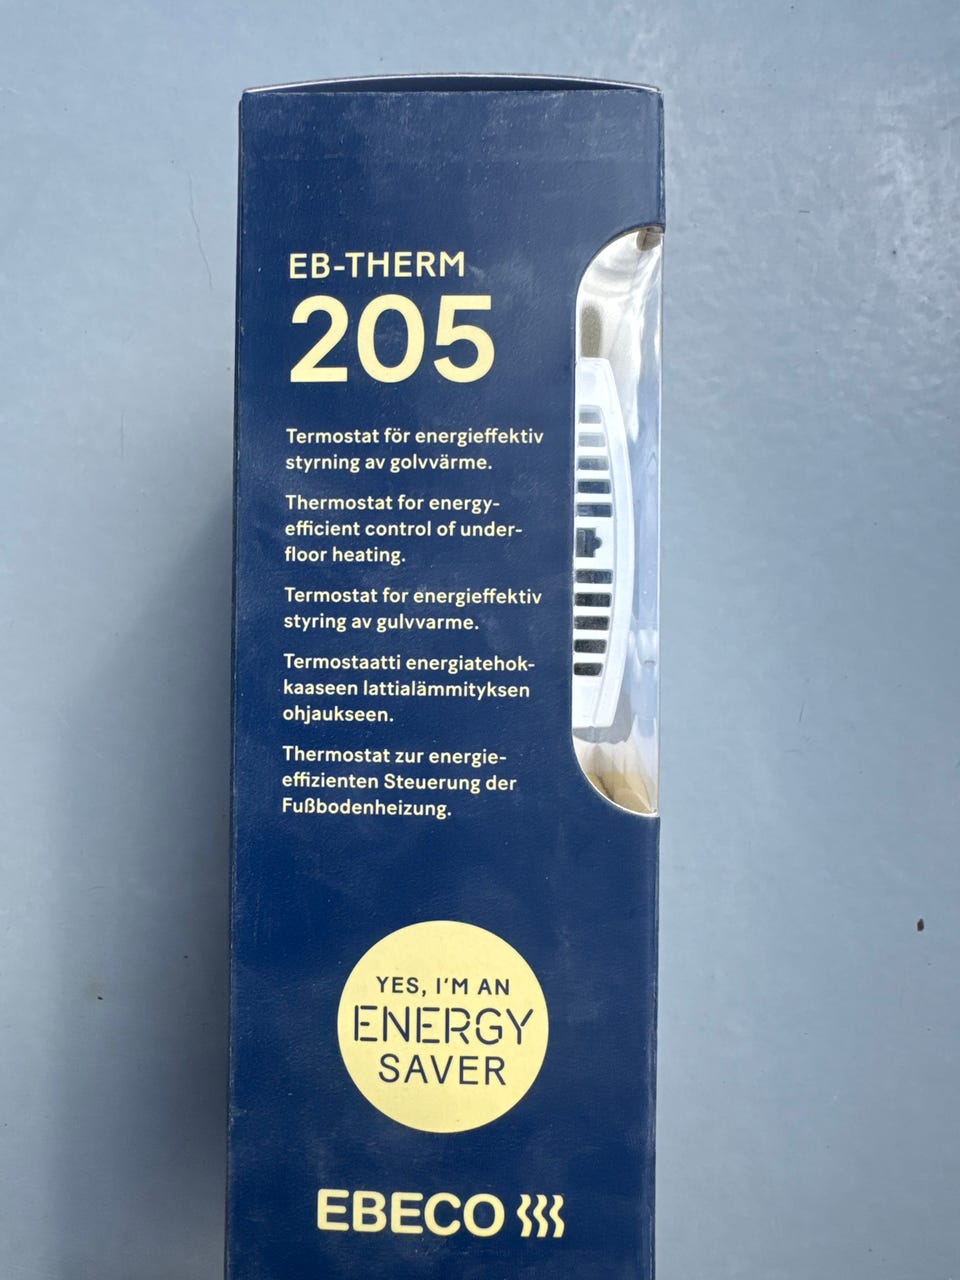 EB-THERM
205
Termostat för energieffektiv
styrning av golvvärme.
Thermostat for energy-
efficient control of under-
floor heating.
Termostat for energieffektiv
styring av gulvvarme.
Termostaatti energiatehok-
kaaseen lattialämmityksen
ohjaukseen.
Thermostat zur energie-
effizienten Steuerung der
Fußbodenheizung.
YES, I'M AN
ENERGY
SAVER
EBECO